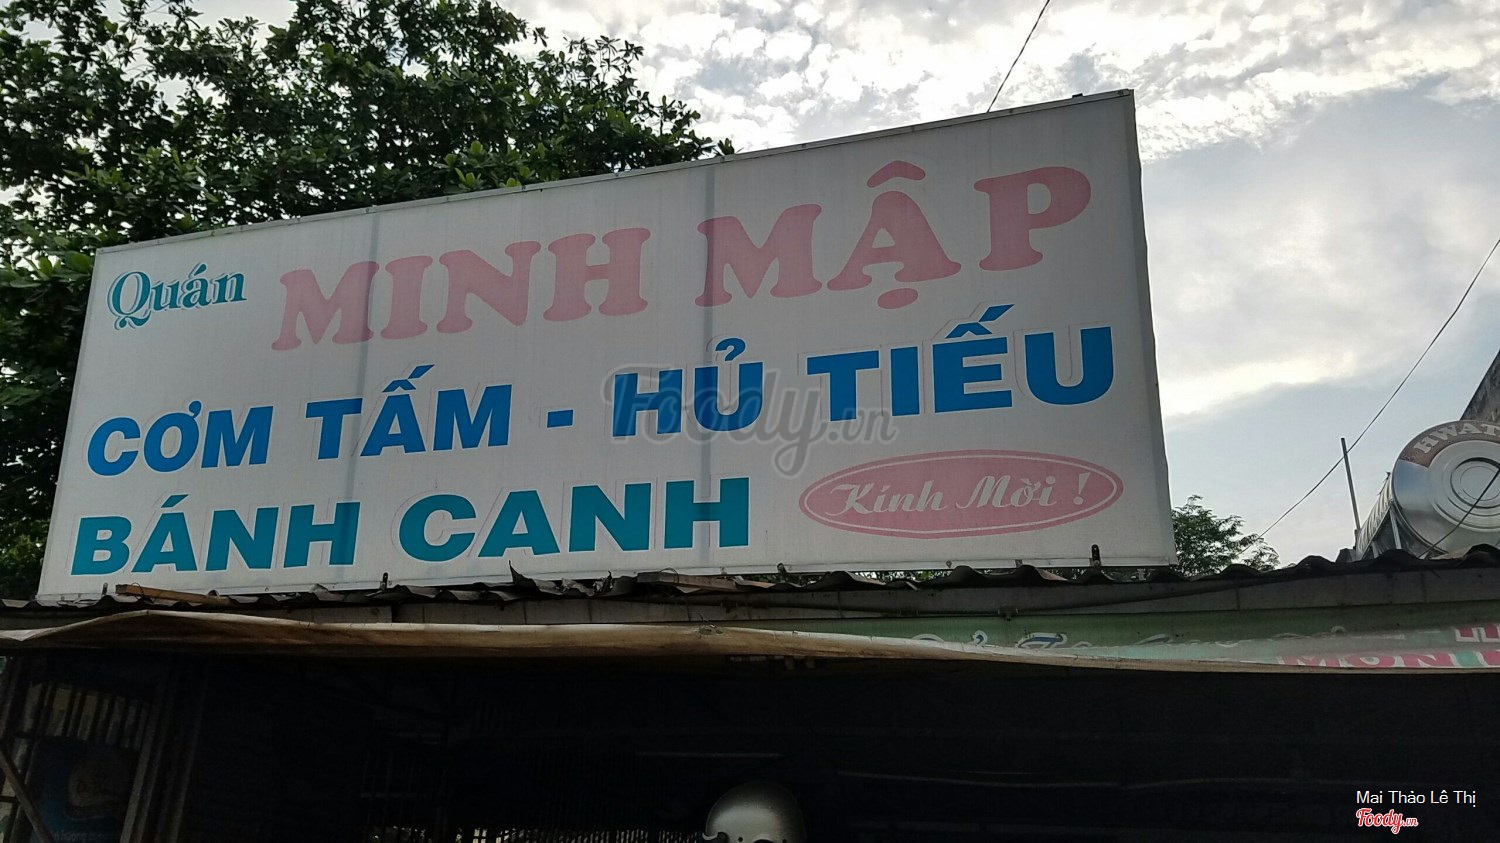 Quán MINH MẬP
CƠM TẤM - HỦ TIẾU
BÁNH CANH
Kính Mời !
Foody.vn
MÓN
Mai Thảo Lê Thị
Foody.vn